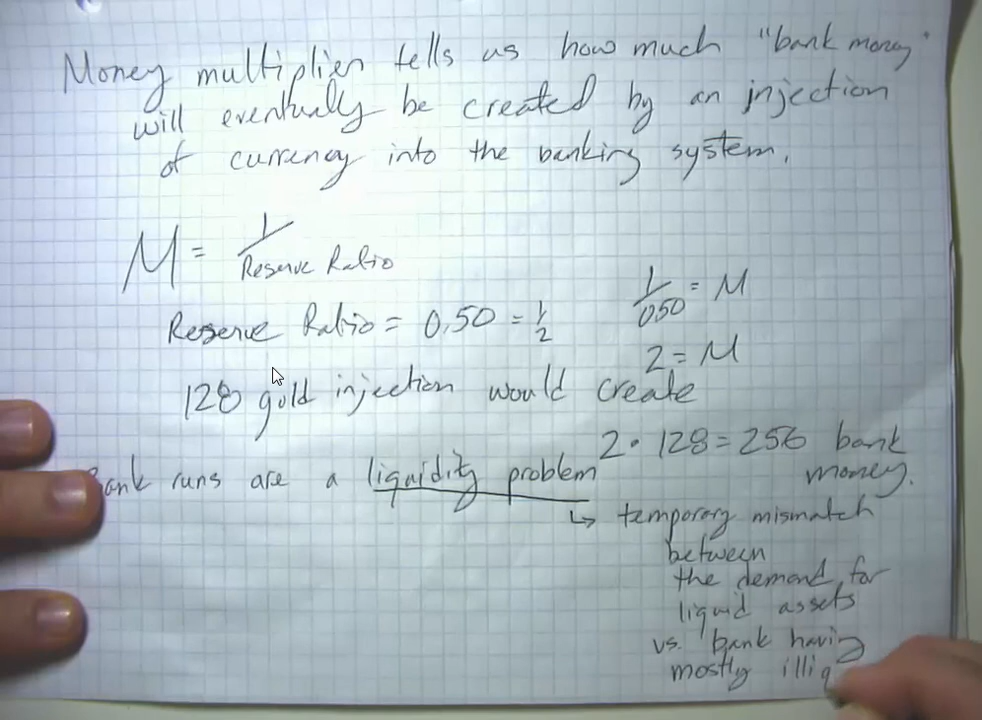 Money multiplier tells us how much "bank money"
will eventually be created by an injection
of currency into the banking system.
M = 1/Reserve Ratio
Reserve Ratio = 0.50 = 1/2
1/0.50 = M
2 = M
128 gold injection would create
2 · 128 = 256 bank
money.
Bank runs are a liquidity problem
↳ temporary mismatch
between
the demand for
liquid assets
vs. bank having
mostly illiq